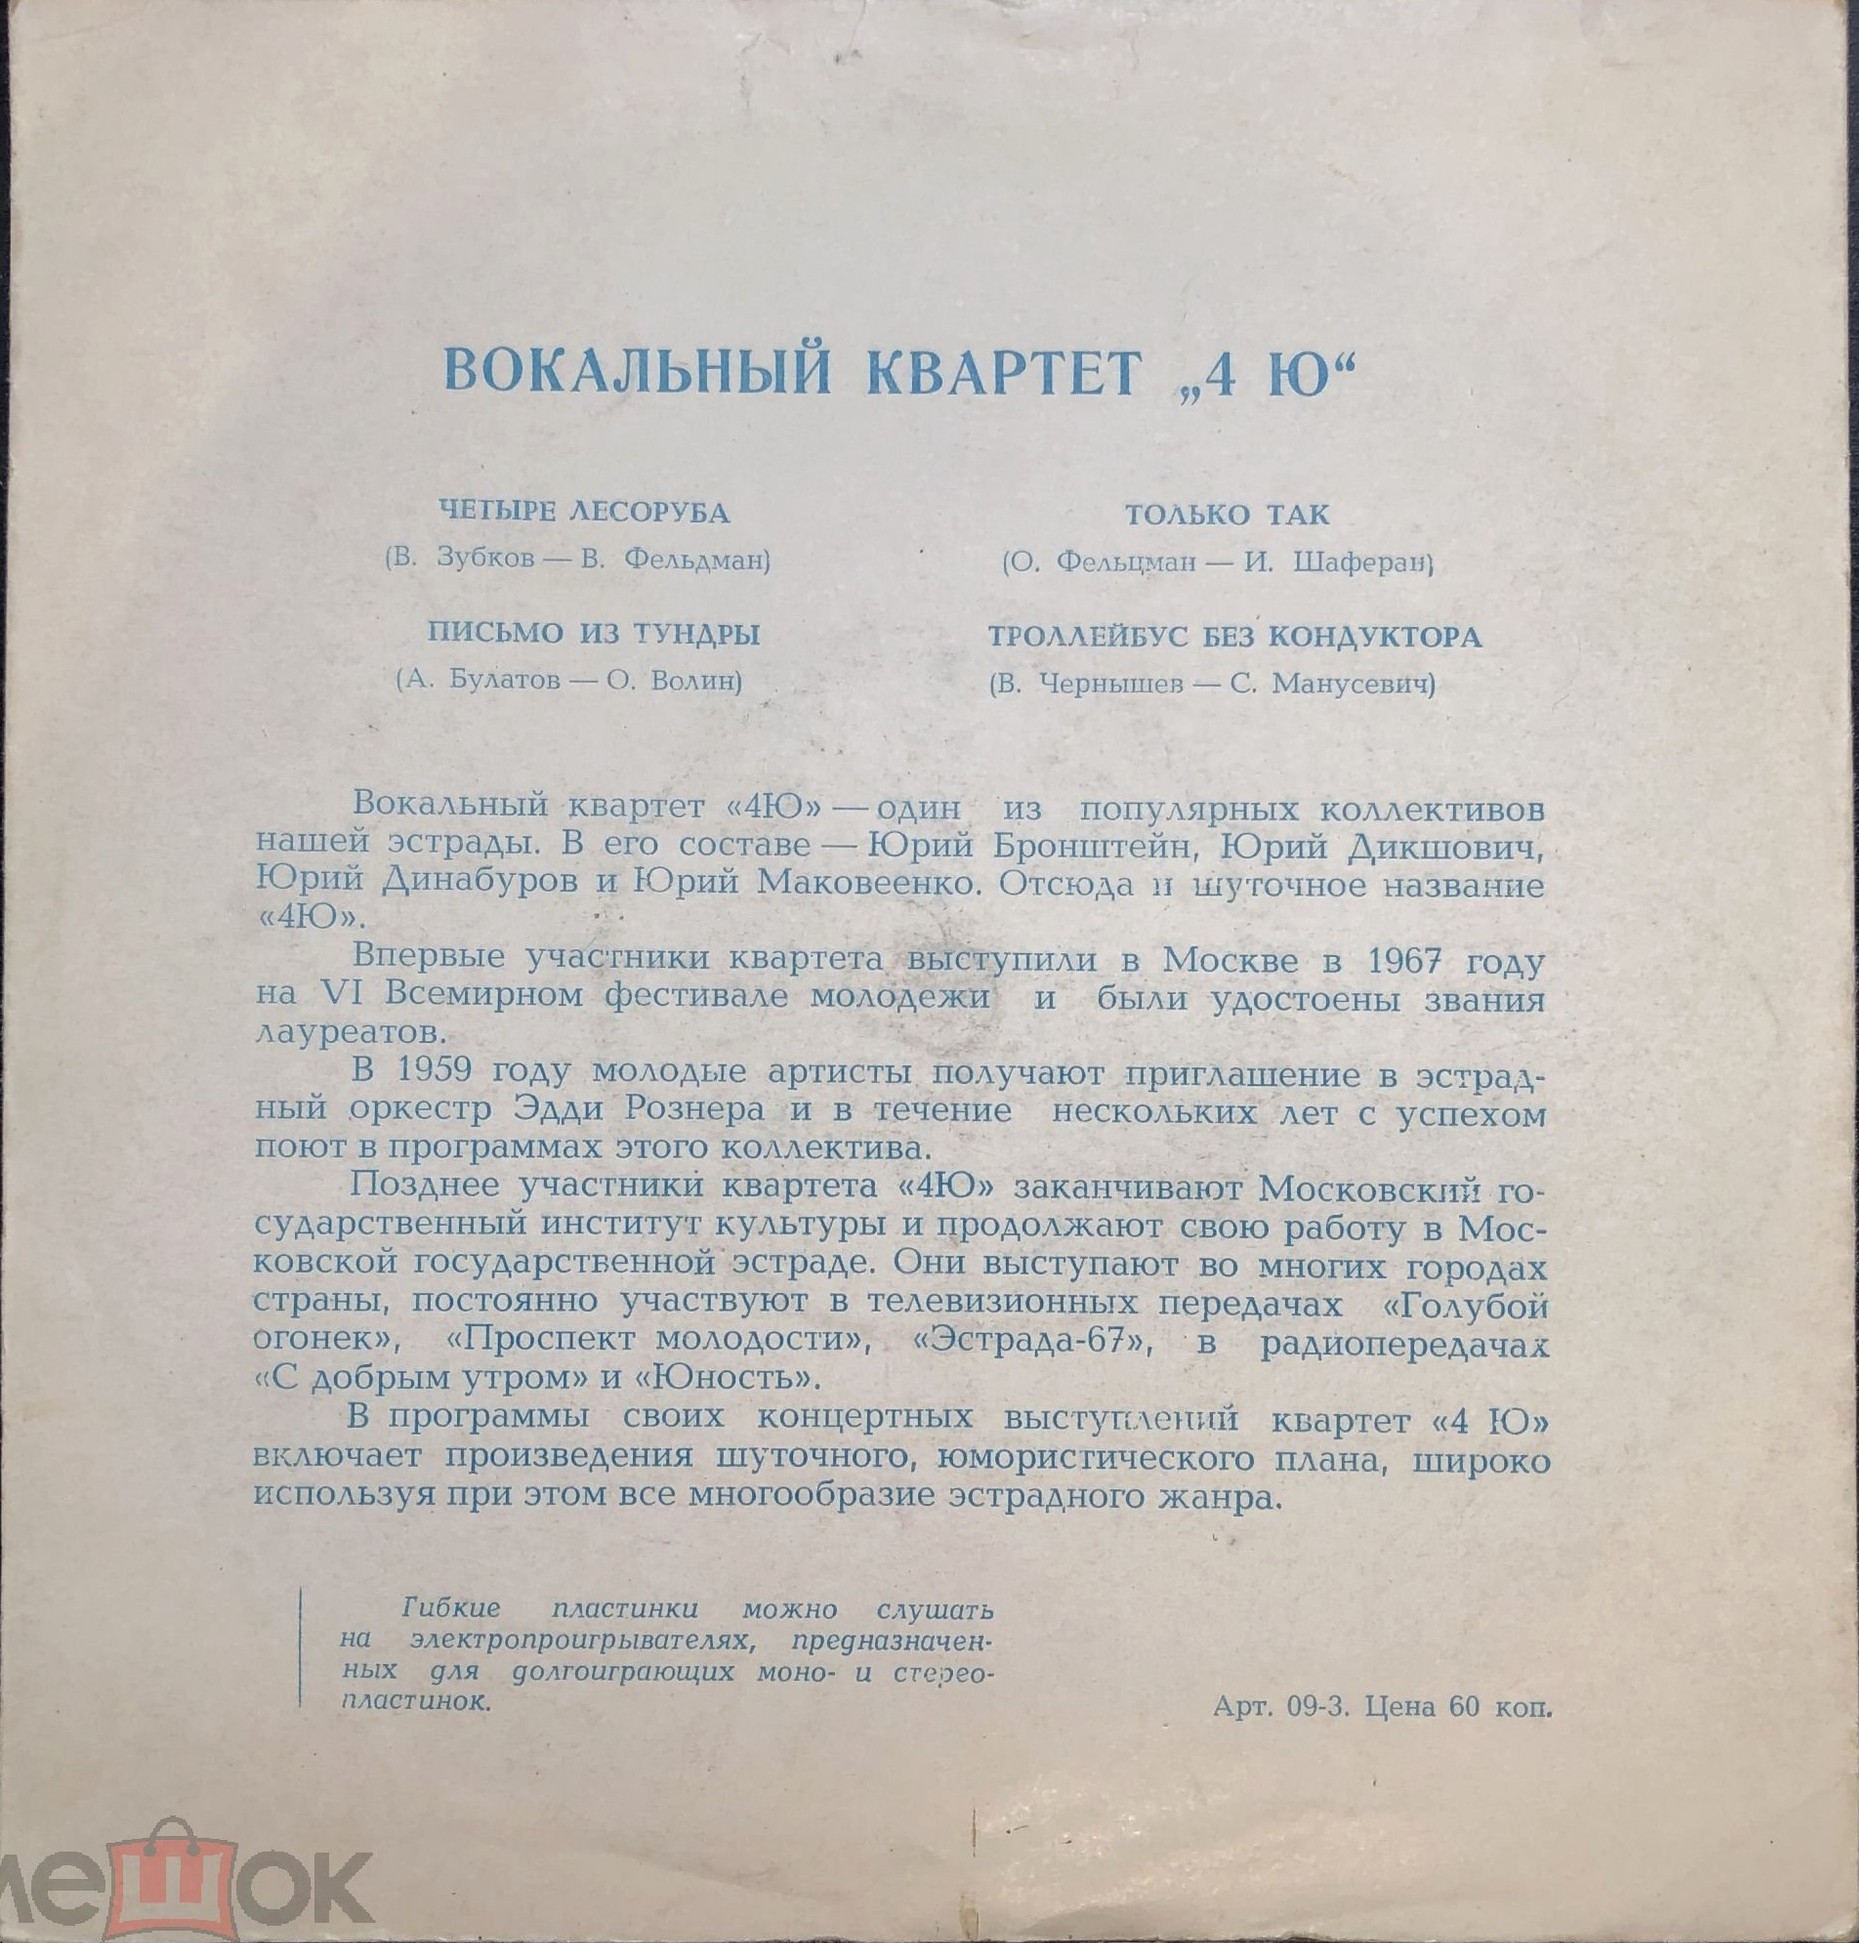 ВОКАЛЬНЫЙ КВАРТЕТ „4 Ю“
ЧЕТЫРЕ ЛЕСОРУБА
(В. Зубков — В. Фельдман)
ПИСЬМО ИЗ ТУНДРЫ
(А. Булатов — О. Волин)
ТОЛЬКО ТАК
(О. Фельцман — И. Шаферан)
ТРОЛЛЕЙБУС БЕЗ КОНДУКТОРА
(В. Чернышев — С. Манусевич)
Вокальный квартет «4Ю» — один из популярных коллективов
нашей эстрады. В его составе — Юрий Бронштейн, Юрий Дикшович,
Юрий Динабуров и Юрий Маковеенко. Отсюда и шуточное название
«4Ю».
Впервые участники квартета выступили в Москве в 1967 году
на VI Всемирном фестивале молодежи и были удостоены звания
лауреатов.
В 1959 году молодые артисты получают приглашение в эстрад-
ный оркестр Эдди Рознера и в течение нескольких лет с успехом
поют в программах этого коллектива.
Позднее участники квартета «4Ю» заканчивают Московский го-
сударственный институт культуры и продолжают свою работу в Мос-
ковской государственной эстраде. Они выступают во многих городах
страны, постоянно участвуют в телевизионных передачах «Голубой
огонек», «Проспект молодости», «Эстрада-67», в радиопередачах
«С добрым утром» и «Юность».
В программы своих концертных выступлений квартет «4 Ю»
включает произведения шуточного, юмористического плана, широко
используя при этом все многообразие эстрадного жанра.
Гибкие пластинки можно слушать
на электропроигрывателях, предназначен-
ных для долгоиграющих моно- и стерео-
пластинок.
Арт. 09-3. Цена 60 коп.
мешок